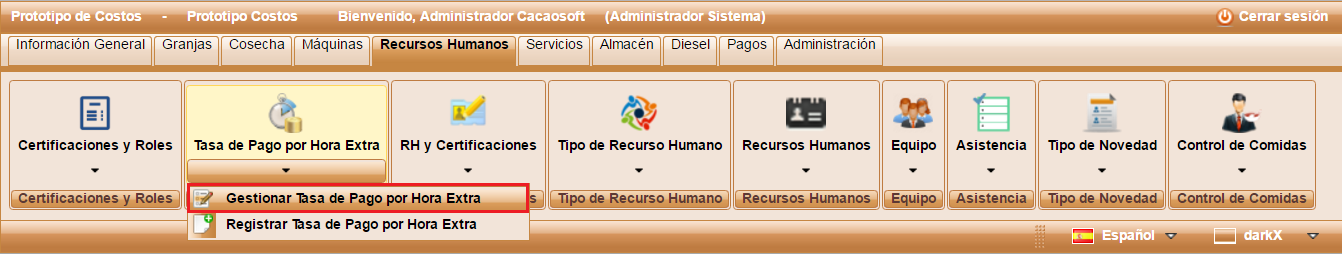 Prototipo de Costos - Prototipo Costos Bienvenido, Administrador Cacaosoft (Administrador Sistema) Cerrar sesión
Información General Granjas Cosecha Máquinas Recursos Humanos Servicios Almacén Diesel Pagos Administración
Certificaciones y Roles Tasa de Pago por Hora Extra RH y Certificaciones Tipo de Recurso Humano Recursos Humanos Equipo Asistencia Tipo de Novedad Control de Comidas
Certificaciones y Roles Gestionar Tasa de Pago por Hora Extra Tipo de Recurso Humano Recursos Humanos Equipo Asistencia Tipo de Novedad Control de Comidas
Registrar Tasa de Pago por Hora Extra
Español darkX